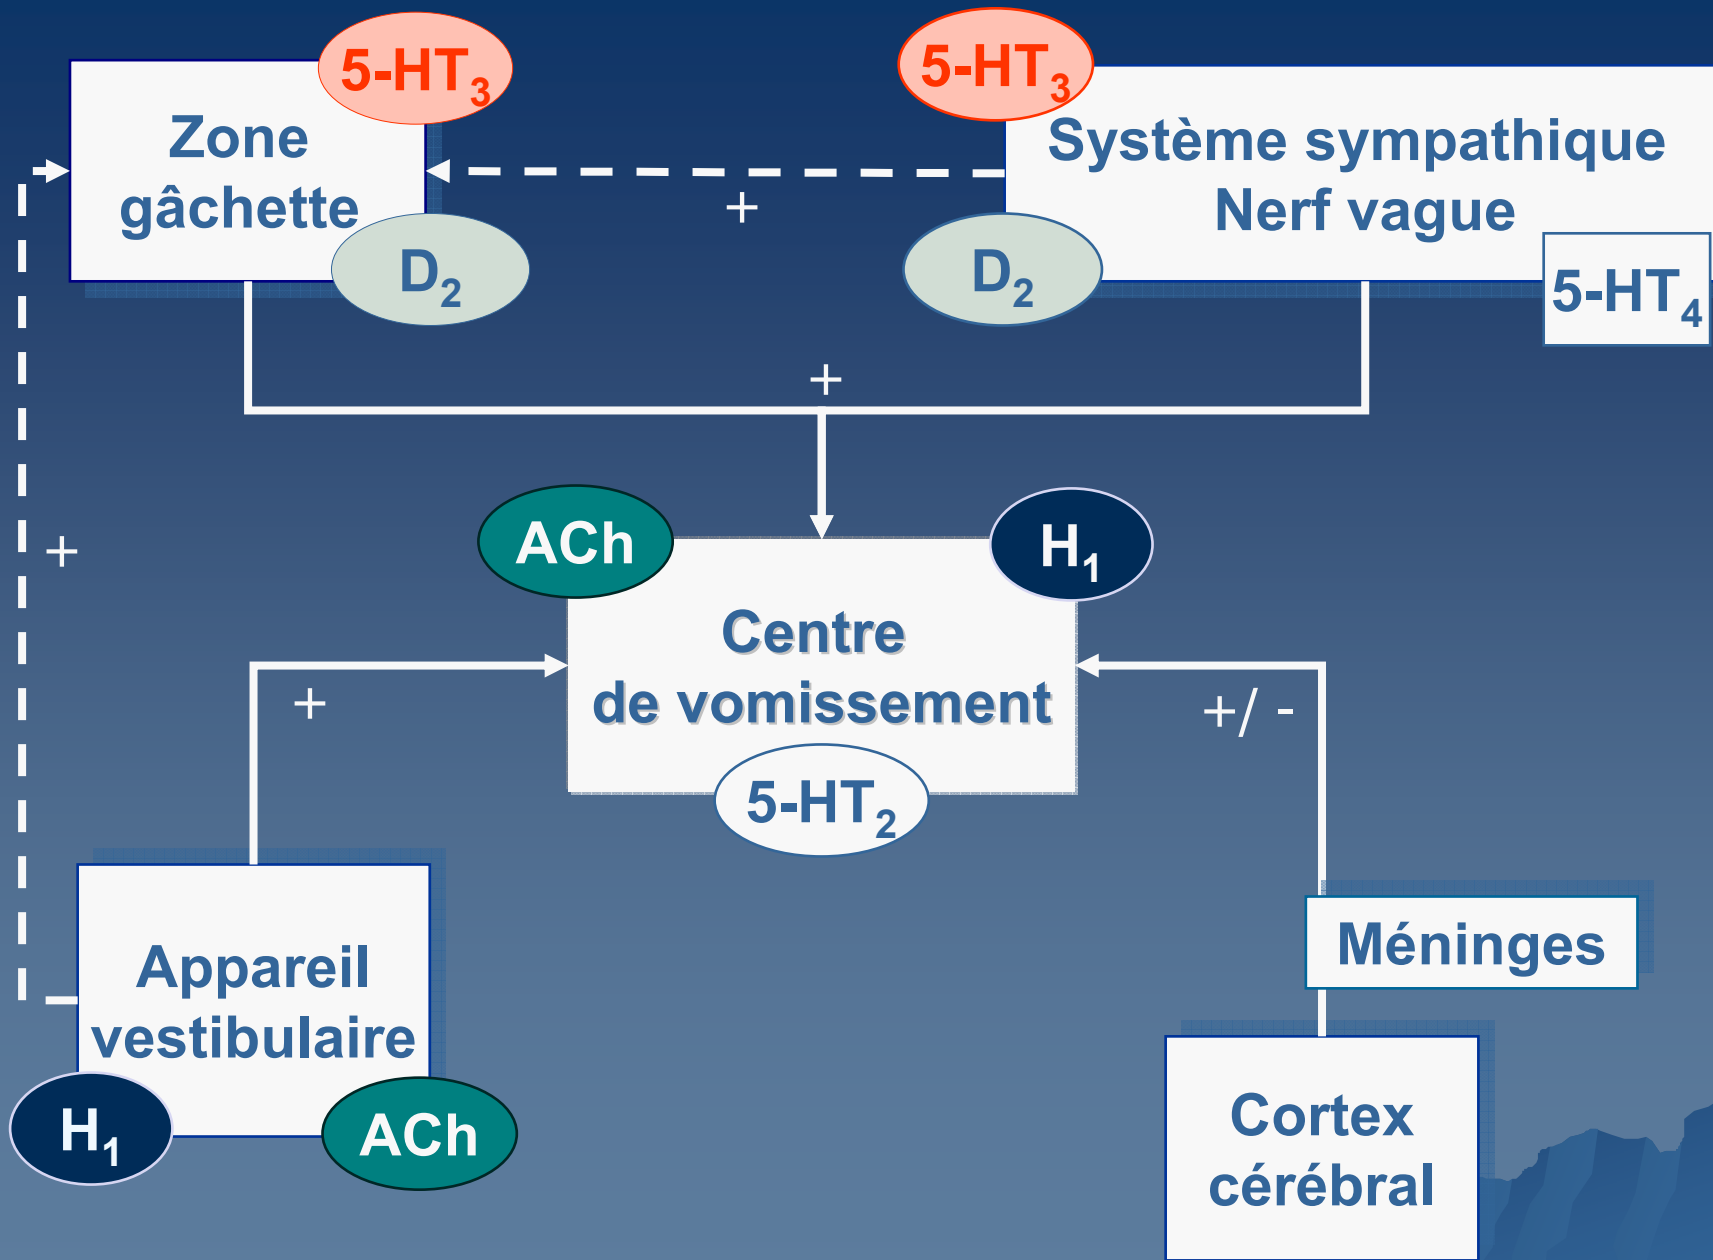 5-HT3
5-HT3
Zone
gâchette
Système sympathique
Nerf vague
+
D2
D2
5-HT4
+
+
ACh
H1
Centre
de vomissement
+
+/ -
5-HT2
Appareil
vestibulaire
Méninges
H1
ACh
Cortex
cérébral